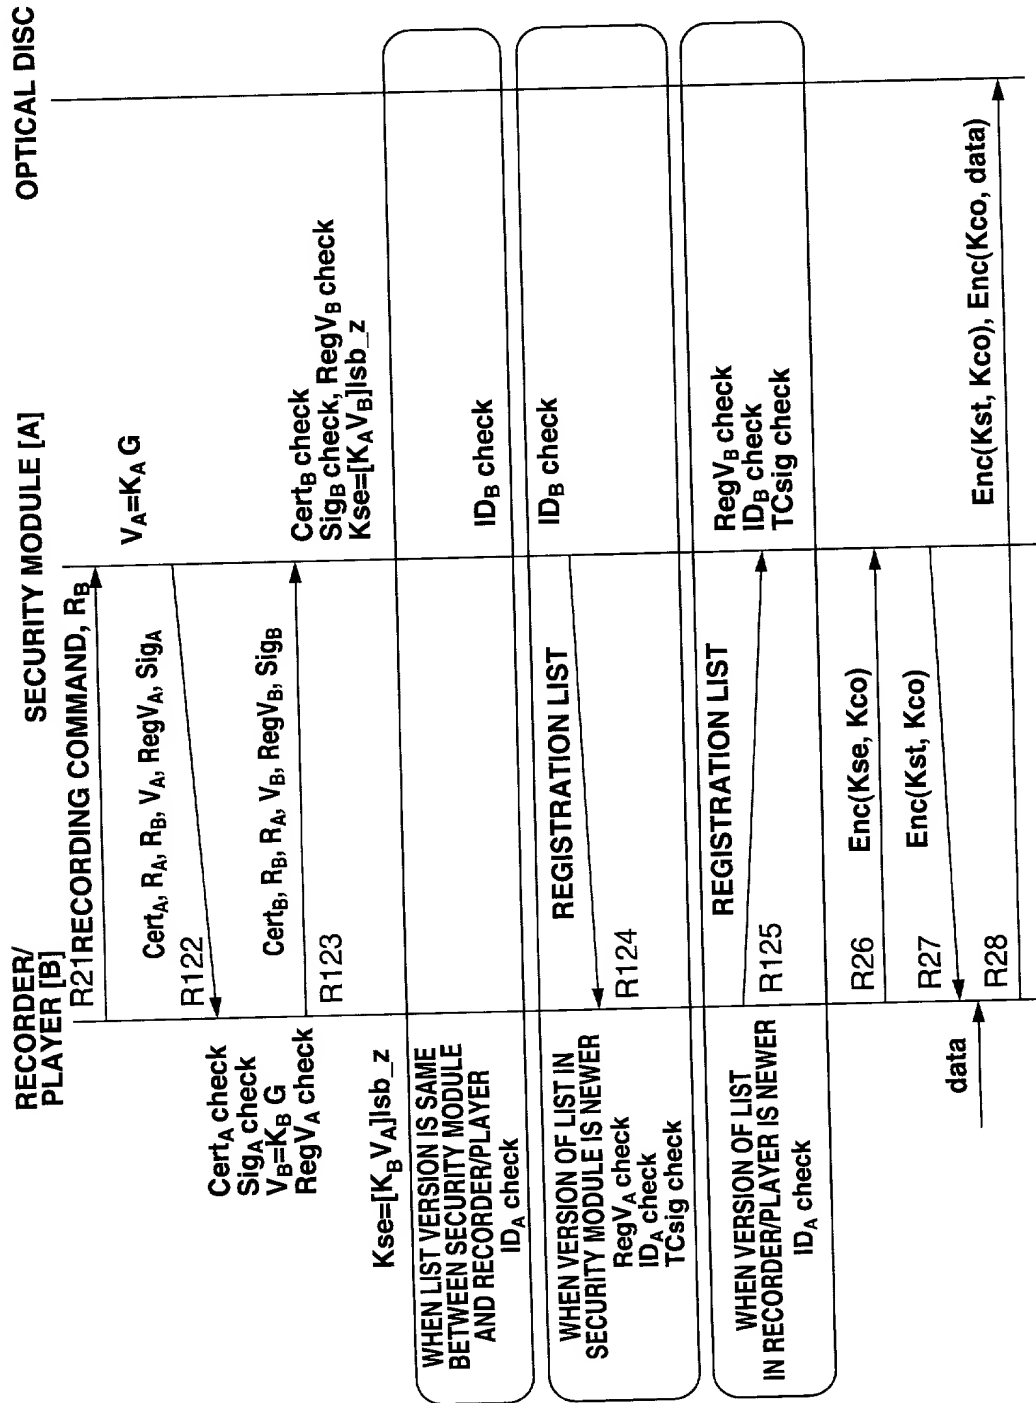 RECORDER/
PLAYER [B]
SECURITY MODULE [A]
OPTICAL DISC
R21 RECORDING COMMAND, R_B
V_A=K_A G
Cert_A, R_A, R_B, V_A, RegV_A, Sig_A
R122
Cert_A check
Sig_A check
V_B=K_B G
RegV_A check
Cert_B, R_B, R_A, V_B, RegV_B, Sig_B
R123
Cert_B check
Sig_B check, RegV_B check
Kse=[K_A V_B]lsb_z
Kse=[K_B V_A]lsb_z
WHEN LIST VERSION IS SAME
BETWEEN SECURITY MODULE
AND RECORDER/PLAYER
ID_A check
ID_B check
WHEN VERSION OF LIST IN
SECURITY MODULE IS NEWER
RegV_A check
ID_A check
TCsig check
REGISTRATION LIST
R124
ID_B check
WHEN VERSION OF LIST
IN RECORDER/PLAYER IS NEWER
ID_A check
REGISTRATION LIST
R125
RegV_B check
ID_B check
TCsig check
R26
Enc(Kse, Kco)
R27
Enc(Kst, Kco)
data
R28
Enc(Kst, Kco), Enc(Kco, data)